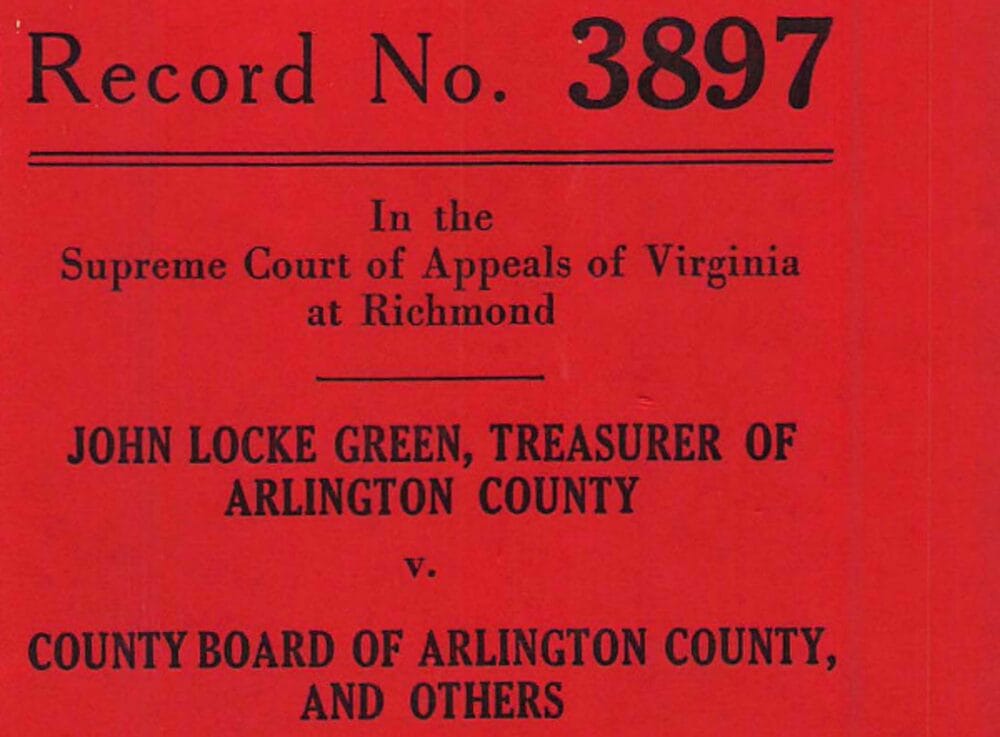 Record No. 3897
In the
Supreme Court of Appeals of Virginia
at Richmond
JOHN LOCKE GREEN, TREASURER OF
ARLINGTON COUNTY
v.
COUNTY BOARD OF ARLINGTON COUNTY,
AND OTHERS